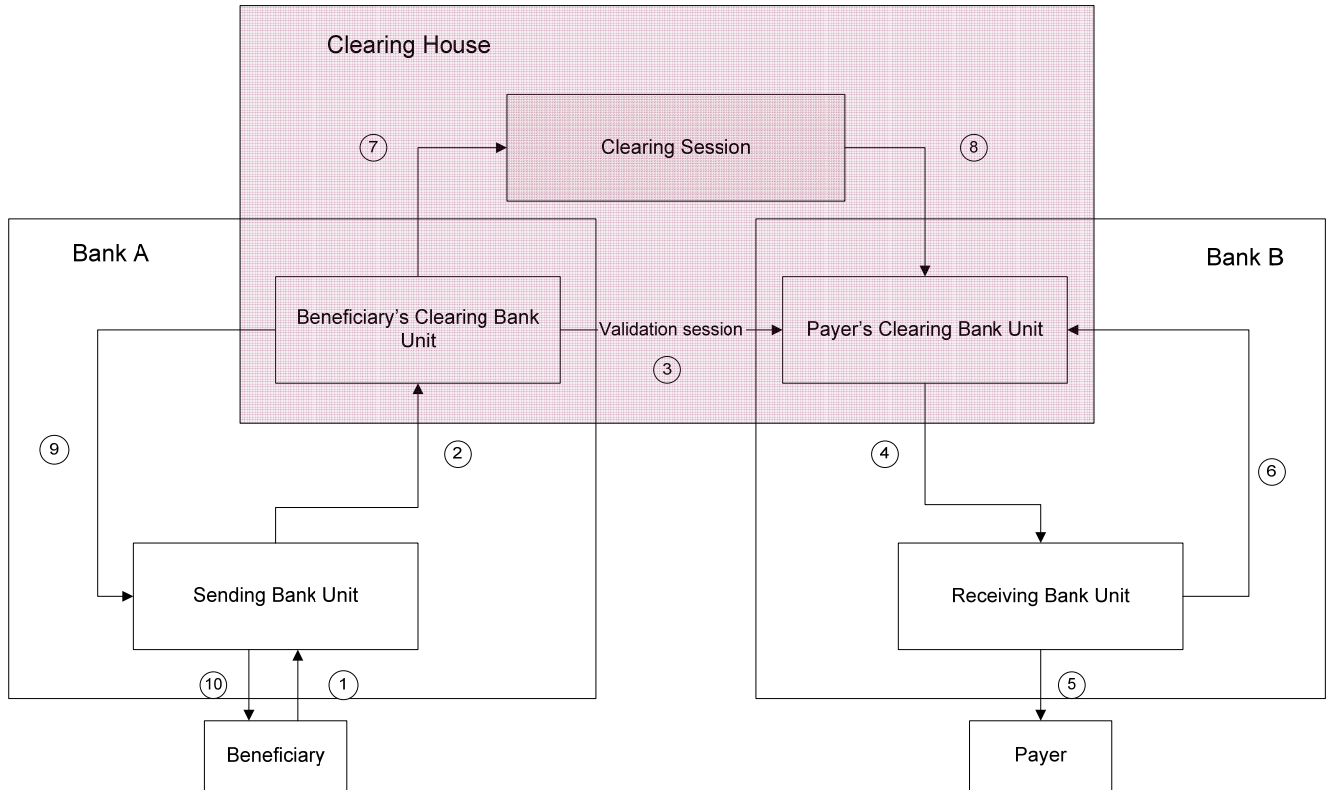 Clearing House
Clearing Session
7
8
Bank A
Bank B
Beneficiary's Clearing Bank
Unit
Validation session
Payer's Clearing Bank Unit
3
9
2
4
6
Sending Bank Unit
Receiving Bank Unit
10
1
5
Beneficiary
Payer